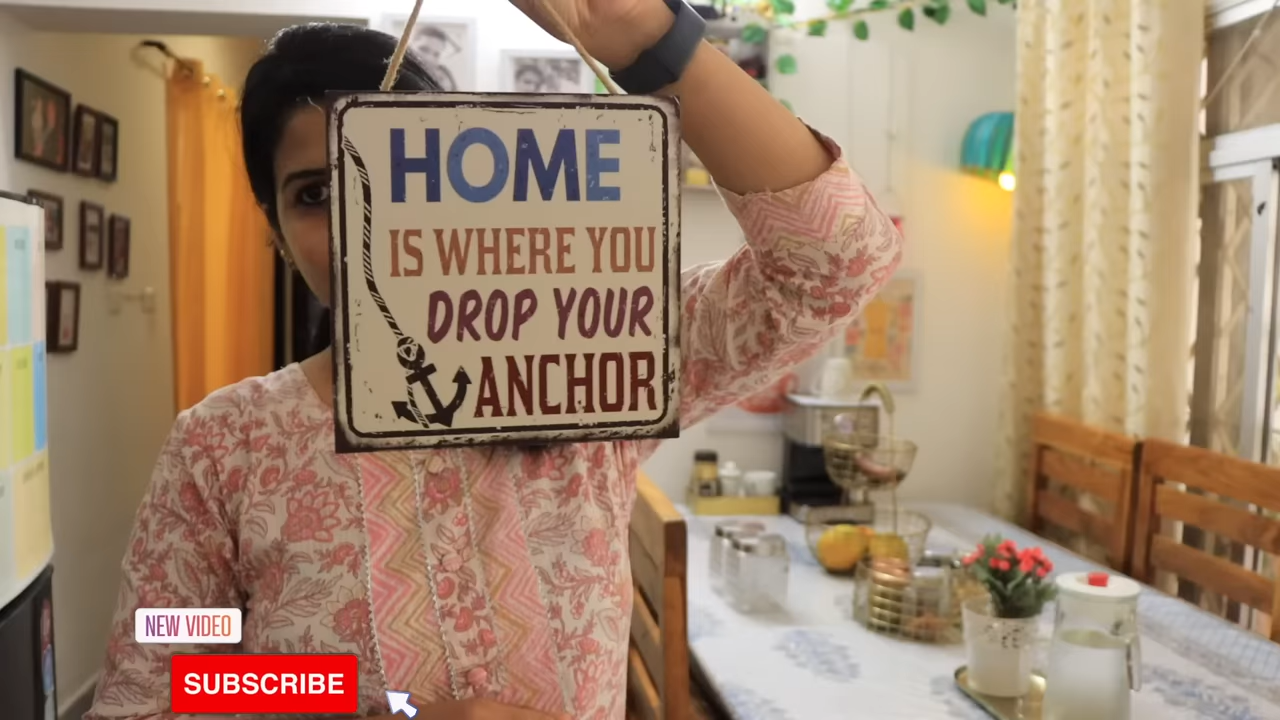 HOME
IS WHERE YOU
DROP YOUR
ANCHOR
NEW VIDEO
SUBSCRIBE